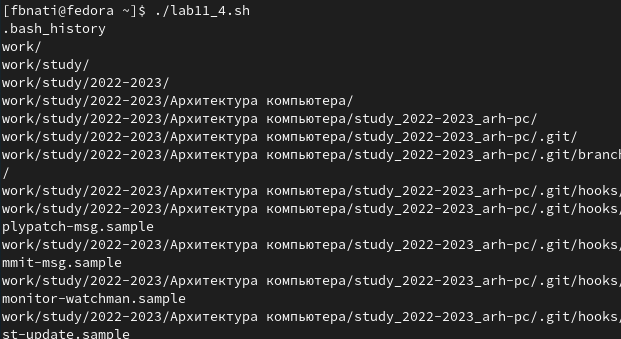 [fbnati@fedora ~]$ ./lab11_4.sh
.bash_history
work/
work/study/
work/study/2022-2023/
work/study/2022-2023/Архитектура компьютера/
work/study/2022-2023/Архитектура компьютера/study_2022-2023_arh-pc/
work/study/2022-2023/Архитектура компьютера/study_2022-2023_arh-pc/.git/
work/study/2022-2023/Архитектура компьютера/study_2022-2023_arh-pc/.git/branch
/
work/study/2022-2023/Архитектура компьютера/study_2022-2023_arh-pc/.git/hooks/
work/study/2022-2023/Архитектура компьютера/study_2022-2023_arh-pc/.git/hooks/
plypatch-msg.sample
work/study/2022-2023/Архитектура компьютера/study_2022-2023_arh-pc/.git/hooks/
mmit-msg.sample
work/study/2022-2023/Архитектура компьютера/study_2022-2023_arh-pc/.git/hooks/
monitor-watchman.sample
work/study/2022-2023/Архитектура компьютера/study_2022-2023_arh-pc/.git/hooks/
st-update.sample